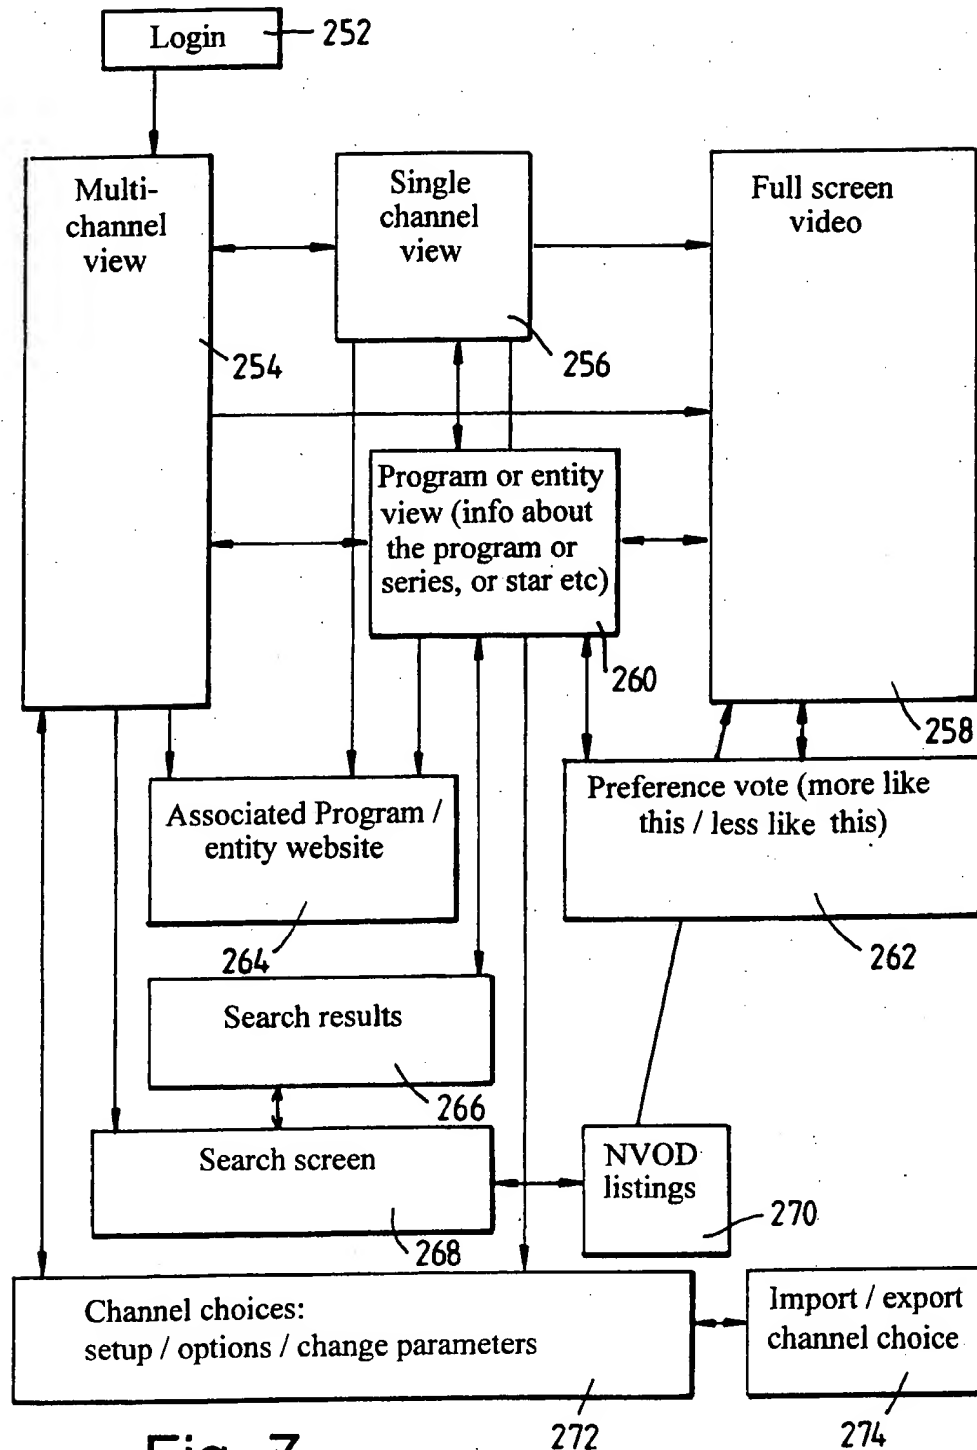 Login
252
Multi-
channel
view
254
Single
channel
view
256
Full screen
video
258
Program or entity
view (info about
the program or
series, or star etc)
260
Associated Program /
entity website
264
Preference vote (more like
this / less like this)
262
Search results
266
Search screen
268
NVOD
listings
270
Channel choices:
setup / options / change parameters
272
Import / export
channel choice
274
Fig. 7